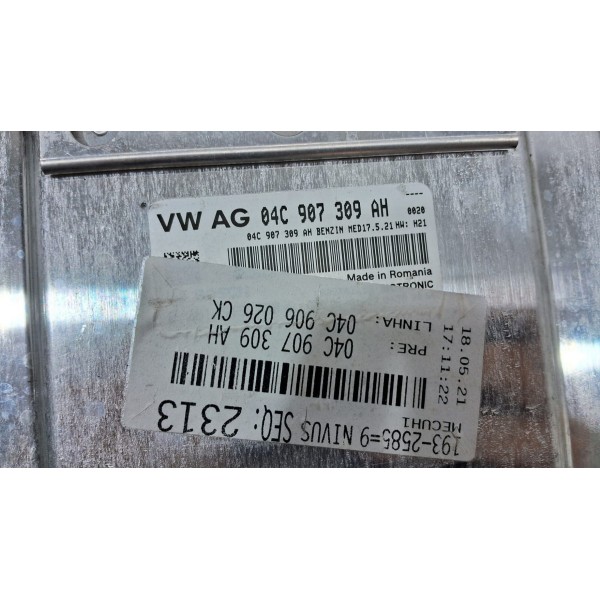 VW AG 04C 907 309 AH 0020
04C 907 309 AH BENZIN MED17.5.21 HW: H21
Made in Romania
TRONIC
193-2585=9 NIVUS SEQ: 2313
MECUH1
PRE: 04C 907 309 AH
LINHA: 04C 906 026 CK
18.05.21
17:11:22